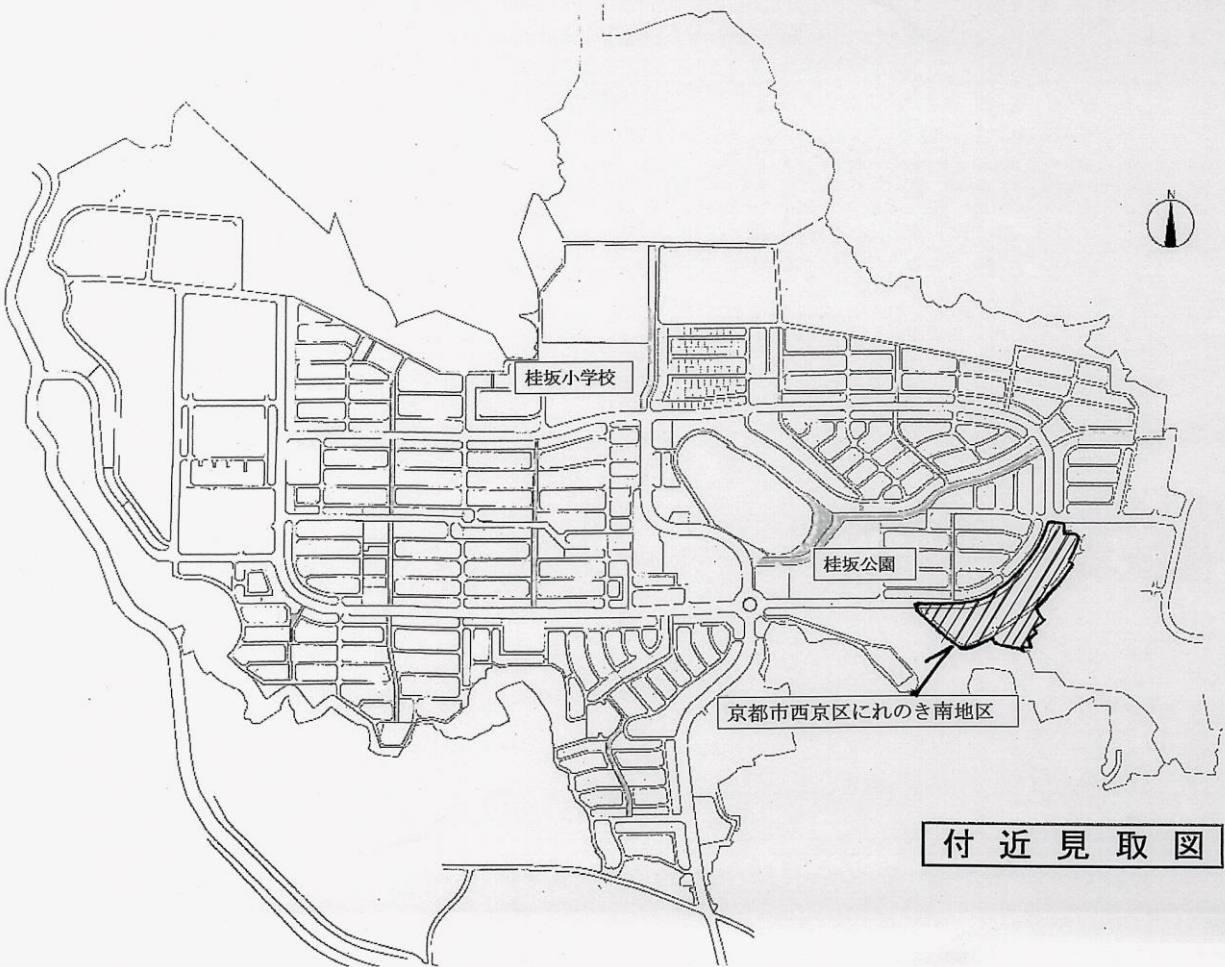 N
桂坂小学校
桂坂公園
京都市西京区にれのき南地区
付近見取図